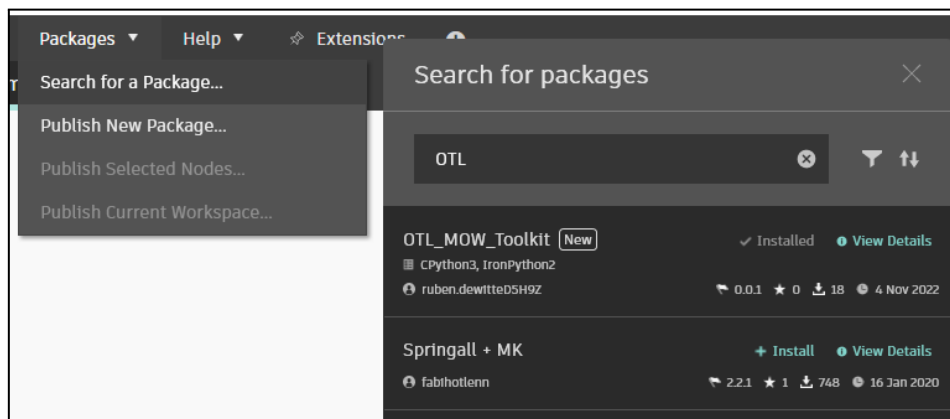 Packages Help Extensions
Search for a Package...
Publish New Package...
Publish Selected Nodes...
Publish Current Workspace...
Search for packages
OTL
OTL_MOW_Toolkit New Installed View Details
CPython3, IronPython2
ruben.dewitteD5H9Z 0.0.1 0 18 4 Nov 2022
Springall + MK Install View Details
fabihotlenn 2.2.1 1 748 16 Jan 2020